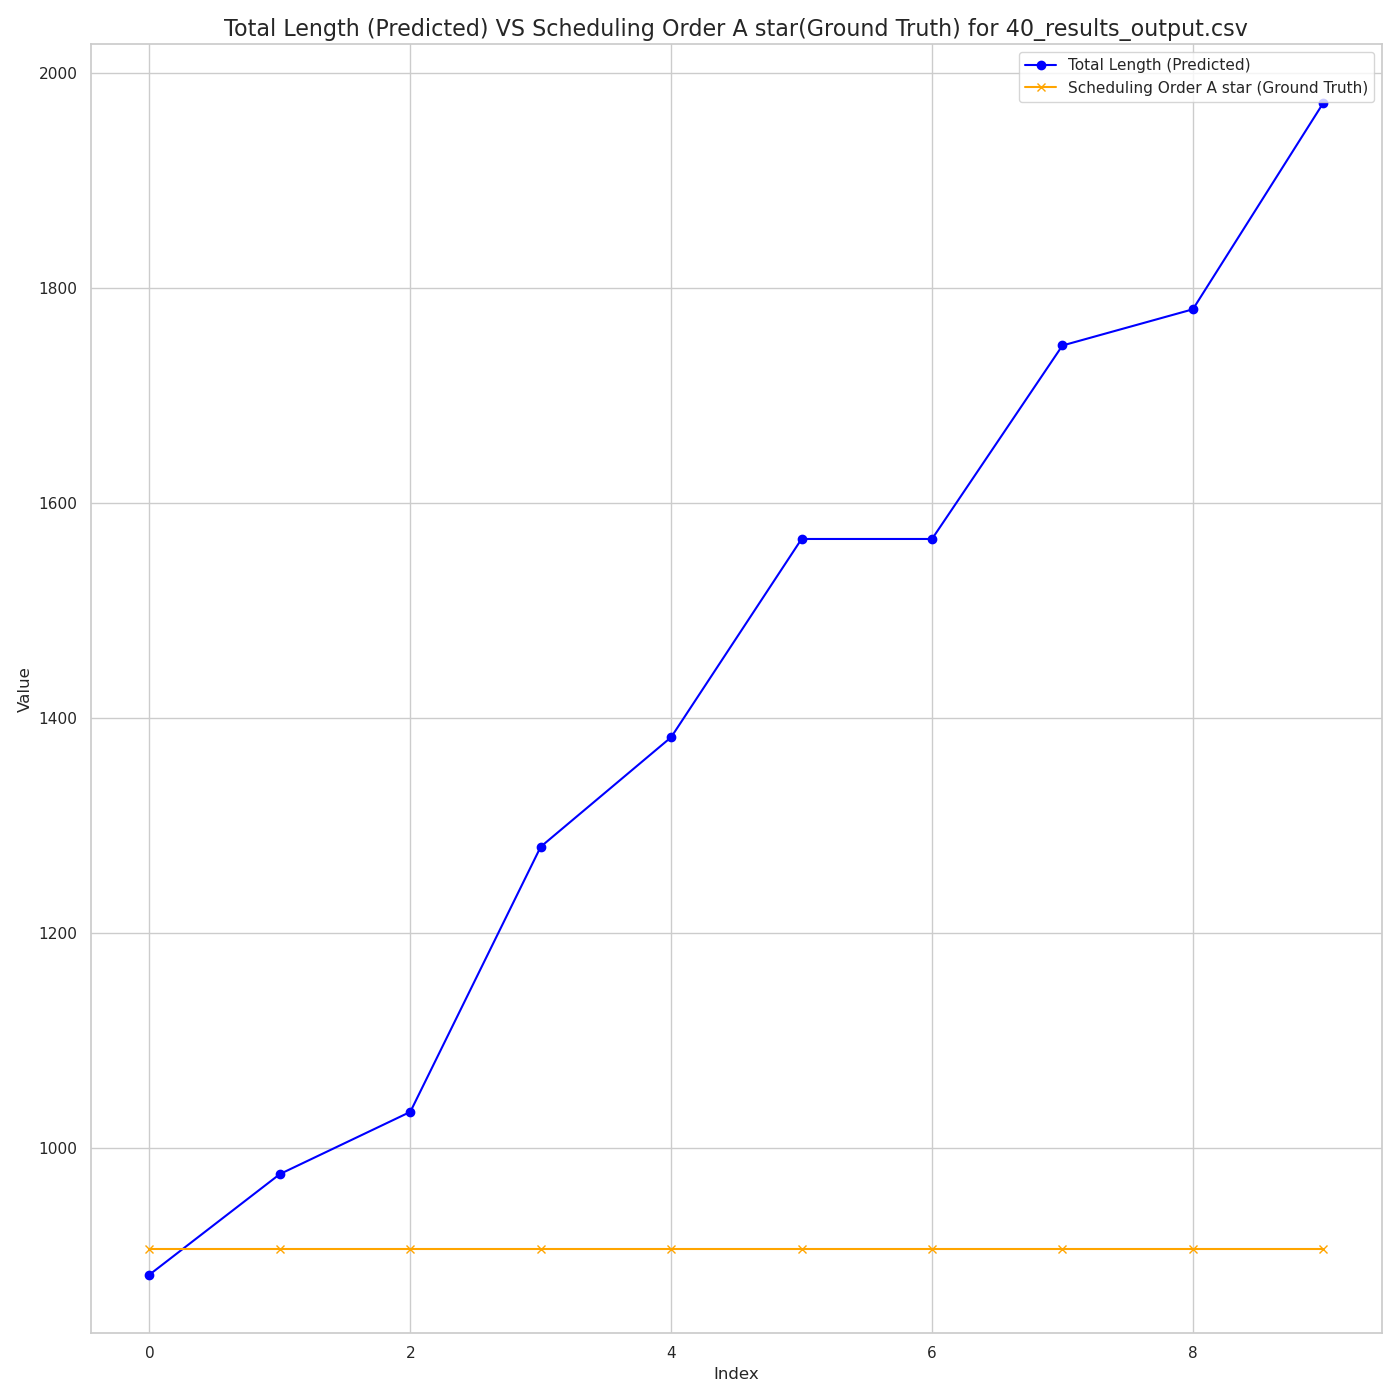 Total Length (Predicted) VS Scheduling Order A star(Ground Truth) for 40_results_output.csv
Total Length (Predicted)
Scheduling Order A star (Ground Truth)
2000
1800
1600
1400
1200
1000
Value
0 2 4 6 8
Index